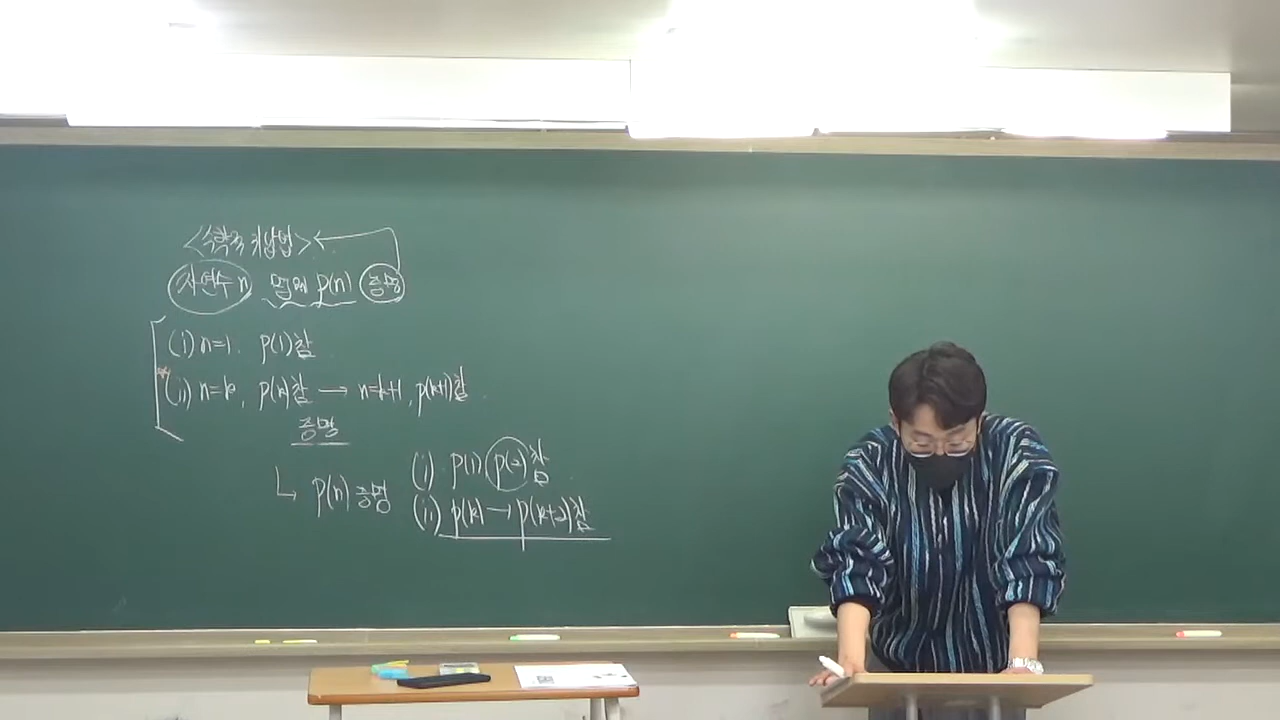 <수학적 귀납법>
자연수 n 명제 p(n) 증명
(i) n=1. p(1)참
(ii) n=k, p(k)참 → n=k+1, p(k+1)참
증명
p(n) 증명
(i) p(1) p(2)참
(ii) p(k) → p(k+2)참